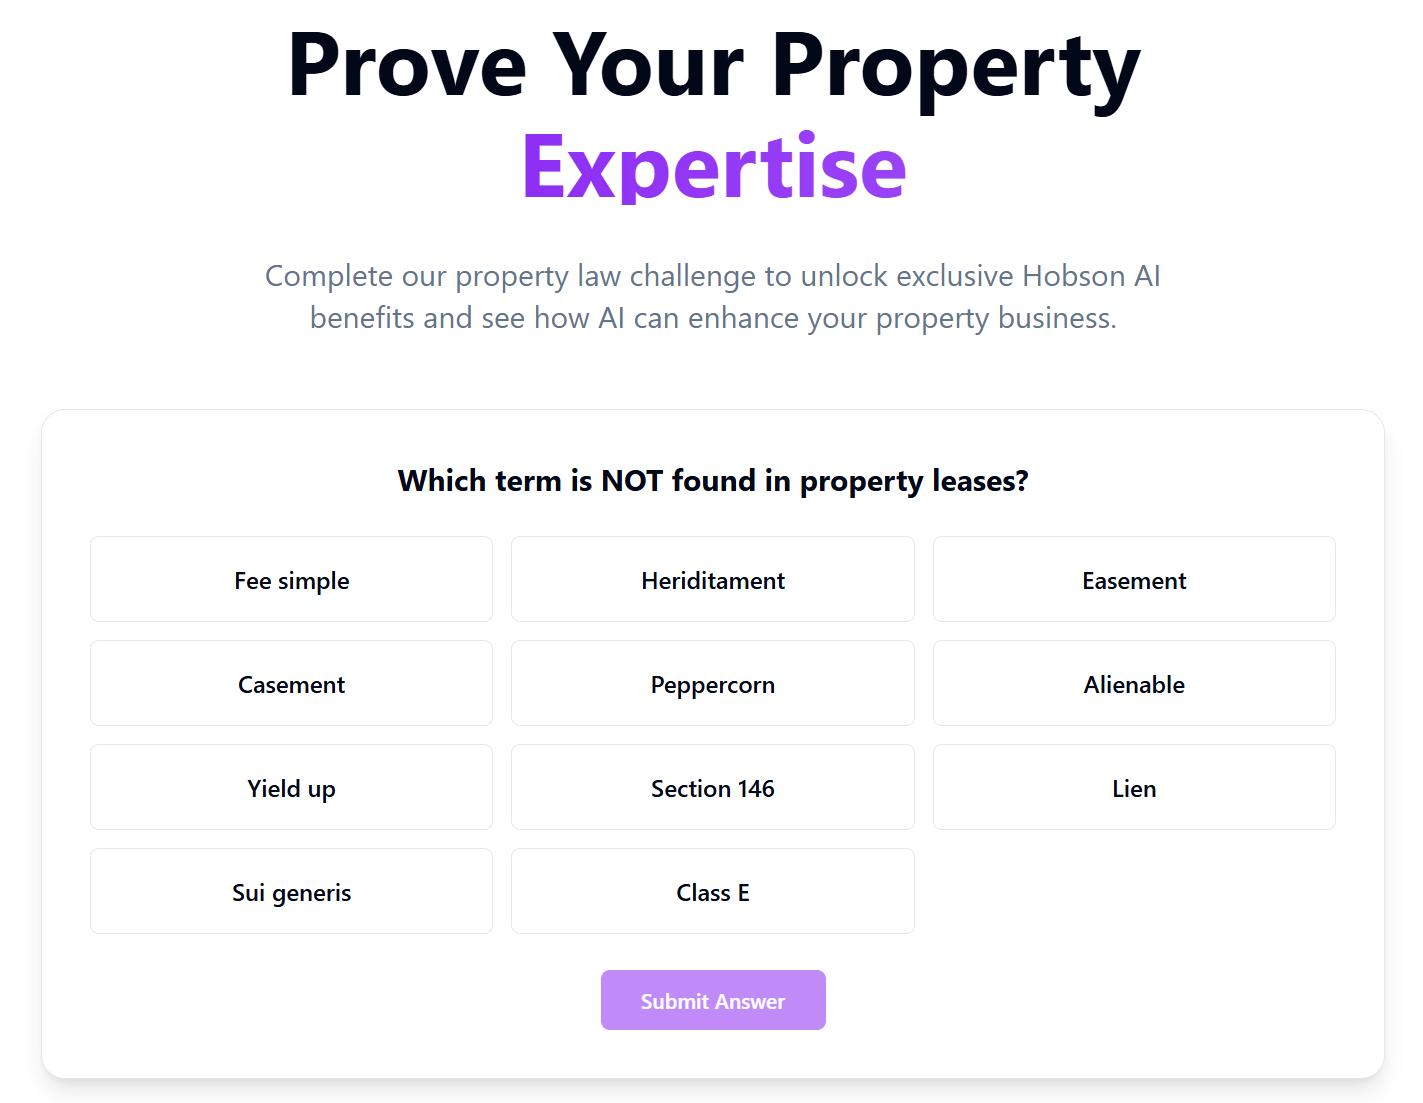 Prove Your Property
Expertise
Complete our property law challenge to unlock exclusive Hobson AI
benefits and see how AI can enhance your property business.
Which term is NOT found in property leases?
Fee simple
Heriditament
Easement
Casement
Peppercorn
Alienable
Yield up
Section 146
Lien
Sui generis
Class E
Submit Answer